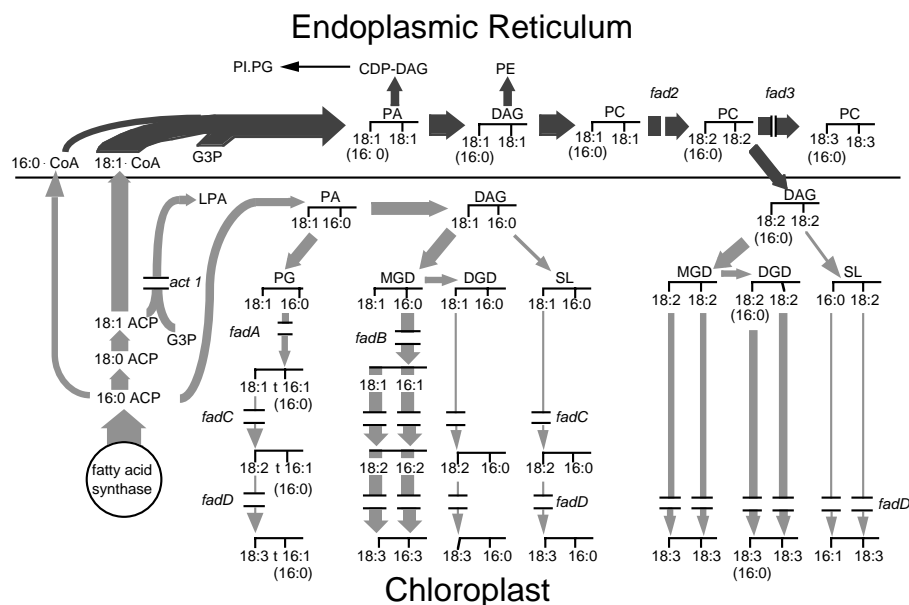 Endoplasmic Reticulum
PI.PG CDP-DAG PE
fad2 fad3
PA DAG PC PC PC
18:1 18:1 18:1 18:1 18:1 18:1 18:2 18:2 18:3 18:3
(16: 0) (16:0) (16:0) (16:0) (16:0)
G3P
16:0 · CoA 18:1 · CoA
LPA PA DAG DAG
18:1 16:0 18:1 16:0 18:2 18:2
(16:0)
act 1
PG MGD DGD SL MGD DGD SL
18:1 16:0 18:1 16:0 18:1 16:0 18:1 16:0 18:2 18:2 18:2 18:2 16:0 18:2
(16:0)
18:1 ACP
G3P
fadA fadB
18:0 ACP
18:1 t 16:1 18:1 16:1
(16:0)
16:0 ACP
fadC fadC
fatty acid
synthase
18:2 t 16:1 18:2 16:2 18:2 16:0 18:2 16:0
(16:0)
fadD fadD fadD
18:3 t 16:1 18:3 16:3 18:3 16:0 18:3 16:0 18:3 18:3 18:3 18:3 16:1 18:3
(16:0) (16:0)
Chloroplast